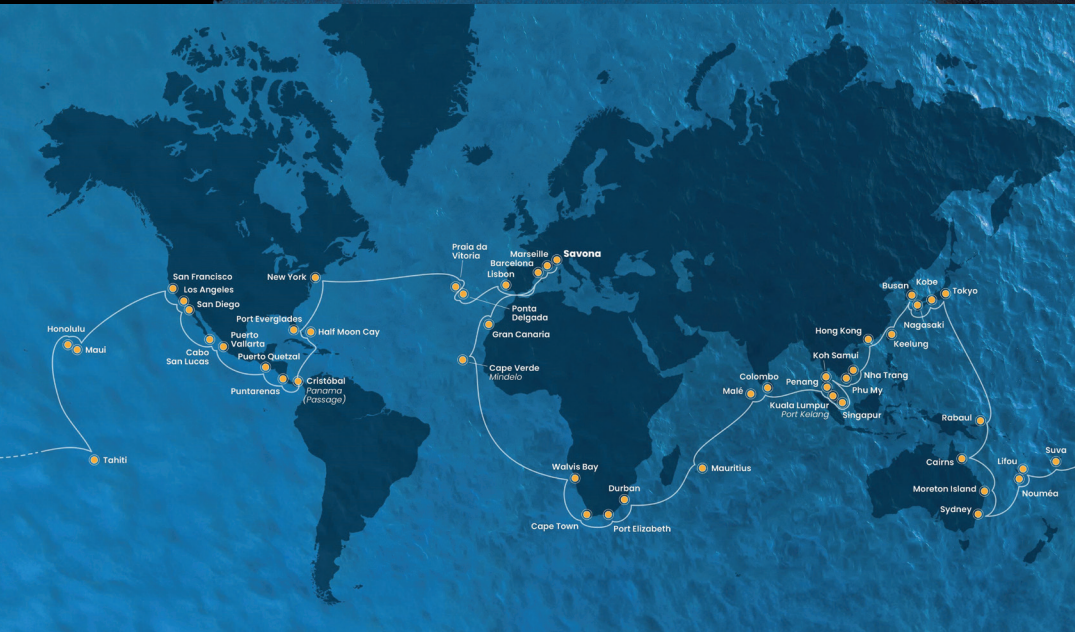 Praia da
Vitoria
Marseille
Savona
Barcelona
Lisbon
New York
San Francisco
Los Angeles
San Diego
Ponta
Delgada
Gran Canaria
Port Everglades
Half Moon Cay
Honolulu
Maui
Puerto
Vallarta
Cabo
San Lucas
Puerto Quetzal
Cape Verde
Mindelo
Puntarenas
Cristóbal
Panama
(Passage)
Tahiti
Busan
Kobe
Tokyo
Nagasaki
Hong Kong
Keelung
Koh Samui
Nha Trang
Colombo
Penang
Malé
Phu My
Kuala Lumpur
Port Kelang
Singapur
Rabaul
Walvis Bay
Mauritius
Durban
Cape Town
Port Elizabeth
Cairns
Lifou
Suva
Moreton Island
Nouméa
Sydney